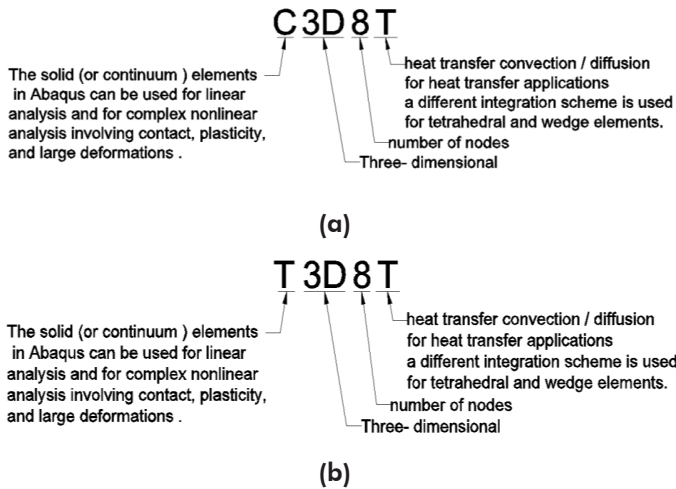 C 3D 8 T
The solid (or continuum ) elements
in Abaqus can be used for linear
analysis and for complex nonlinear
analysis involving contact, plasticity,
and large deformations .
heat transfer convection / diffusion
for heat transfer applications
a different integration scheme is used
for tetrahedral and wedge elements.
number of nodes
Three- dimensional
(a)
T 3D 8 T
The solid (or continuum ) elements
in Abaqus can be used for linear
analysis and for complex nonlinear
analysis involving contact, plasticity,
and large deformations .
heat transfer convection / diffusion
for heat transfer applications
a different integration scheme is used
for tetrahedral and wedge elements.
number of nodes
Three- dimensional
(b)